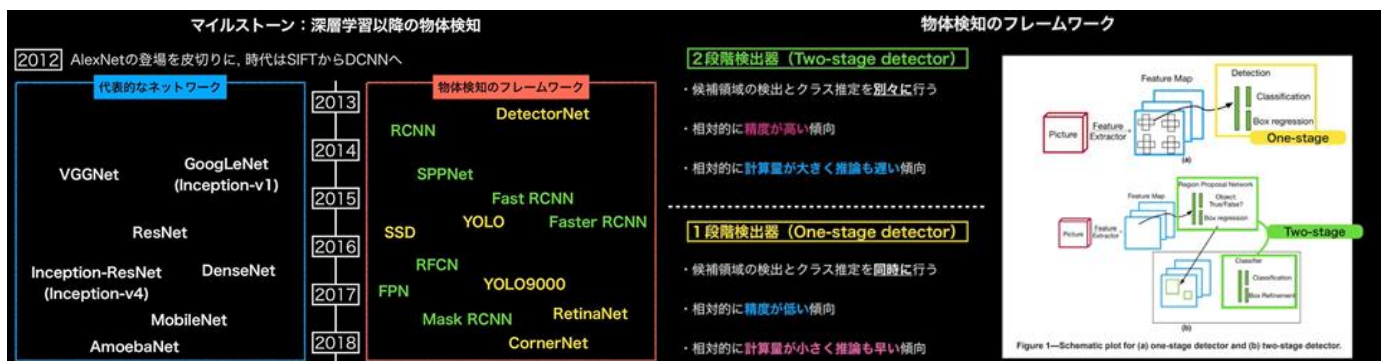 マイルストーン：深層学習以降の物体検知
2012 AlexNetの登場を皮切りに, 時代はSIFTからDCNNへ
代表的なネットワーク
VGGNet
GoogLeNet
(Inception-v1)
ResNet
Inception-ResNet
(Inception-v4)
DenseNet
MobileNet
AmoebaNet
2013
2014
2015
2016
2017
2018
物体検知のフレームワーク
DetectorNet
RCNN
SPPNet
Fast RCNN
YOLO
Faster RCNN
SSD
RFCN
YOLO9000
FPN
RetinaNet
Mask RCNN
CornerNet
物体検知のフレームワーク
2段階検出器（Two-stage detector）
・候補領域の検出とクラス推定を別々に行う
・相対的に精度が高い傾向
・相対的に計算量が大きく推論も遅い傾向
1段階検出器（One-stage detector）
・候補領域の検出とクラス推定を同時に行う
・相対的に精度が低い傾向
・相対的に計算量が小さく推論も早い傾向
Feature Map
Detection
Classification
Box regression
Picture
Feature
Extractor
One-stage
(a)
Region Proposal Network
Feature Map
Object:
True/False?
Box regression
Picture
Feature
Extractor
Two-stage
Classifier
Classification
Box Refinement
(b)
Figure 1—Schematic plot for (a) one-stage detector and (b) two-stage detector.